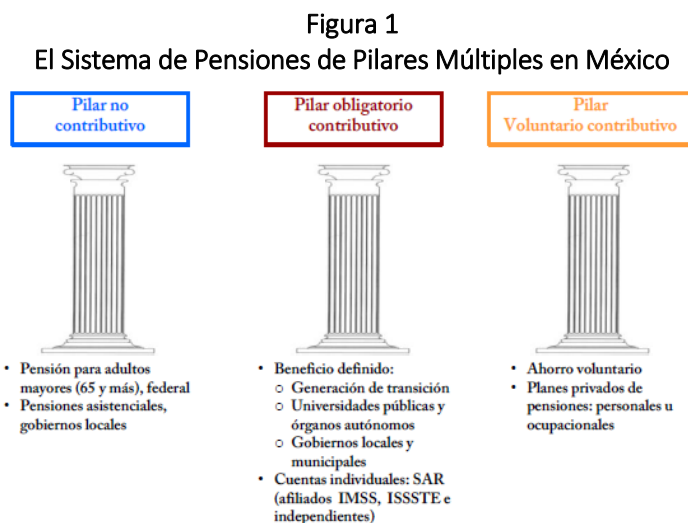 Figura 1
El Sistema de Pensiones de Pilares Múltiples en México
Pilar no
contributivo
Pilar obligatorio
contributivo
Pilar
Voluntario contributivo
• Pensión para adultos
mayores (65 y más), federal
• Pensiones asistenciales,
gobiernos locales
• Beneficio definido:
o Generación de transición
o Universidades públicas y
órganos autónomos
o Gobiernos locales y
municipales
• Cuentas individuales: SAR
(afiliados IMSS, ISSSTE e
independientes)
• Ahorro voluntario
• Planes privados de
pensiones: personales u
ocupacionales